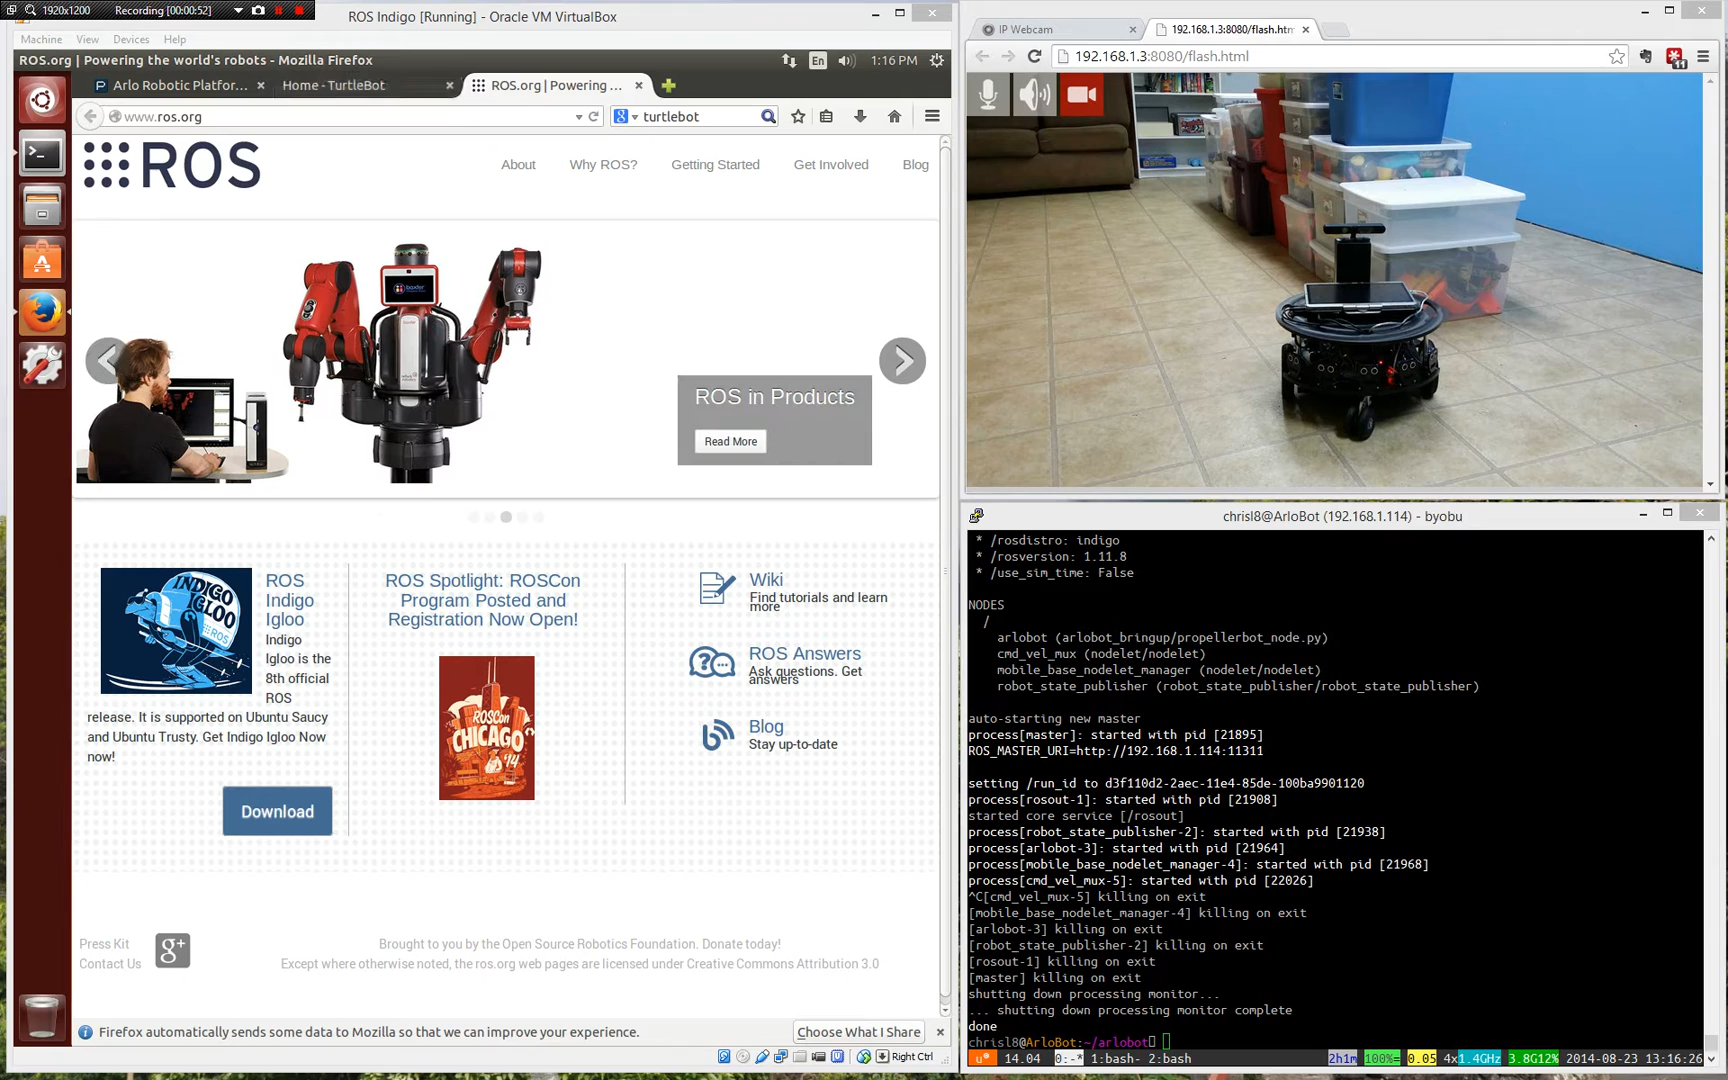 1920x1200
Recording [00:00:52]
ROS Indigo [Running] - Oracle VM VirtualBox
Machine View Devices Help
ROS.org | Powering the world's robots - Mozilla Firefox
En
1:16 PM
Arlo Robotic Platfor...
Home - TurtleBot
ROS.org | Powering ...
www.ros.org
turtlebot
ROS
About
Why ROS?
Getting Started
Get Involved
Blog
baxter
ROS in Products
Read More
INDIGO
IGLOO
ROS
ROS
Indigo
Igloo
Indigo
Igloo is the
8th official
ROS
release. It is supported on Ubuntu Saucy
and Ubuntu Trusty. Get Indigo Igloo Now
now!
Download
ROS Spotlight: ROSCon
Program Posted and
Registration Now Open!
ROSCon
CHICAGO
'14
Wiki
Find tutorials and learn
more
ROS Answers
Ask questions. Get
answers
Blog
Stay up-to-date
Press Kit
Contact Us
g+
Brought to you by the Open Source Robotics Foundation. Donate today!
Except where otherwise noted, the ros.org web pages are licensed under Creative Commons Attribution 3.0
Firefox automatically sends some data to Mozilla so that we can improve your experience.
Choose What I Share
Right Ctrl
IP Webcam
192.168.1.3:8080/flash.htm
192.168.1.3:8080/flash.html
11
chrisl8@ArloBot (192.168.1.114) - byobu
* /rosdistro: indigo
* /rosversion: 1.11.8
* /use_sim_time: False
NODES
/
arlobot (arlobot_bringup/propellerbot_node.py)
cmd_vel_mux (nodelet/nodelet)
mobile_base_nodelet_manager (nodelet/nodelet)
robot_state_publisher (robot_state_publisher/robot_state_publisher)
auto-starting new master
process[master]: started with pid [21895]
ROS_MASTER_URI=http://192.168.1.114:11311
setting /run_id to d3f110d2-2aec-11e4-85de-100ba9901120
process[rosout-1]: started with pid [21908]
started core service [/rosout]
process[robot_state_publisher-2]: started with pid [21938]
process[arlobot-3]: started with pid [21964]
process[mobile_base_nodelet_manager-4]: started with pid [21968]
process[cmd_vel_mux-5]: started with pid [22026]
^C[cmd_vel_mux-5] killing on exit
[mobile_base_nodelet_manager-4] killing on exit
[arlobot-3] killing on exit
[robot_state_publisher-2] killing on exit
[rosout-1] killing on exit
[master] killing on exit
shutting down processing monitor...
... shutting down processing monitor complete
done
chrisl8@ArloBot:~/arlobot
u* 14.04 0:-* 1:bash- 2:bash 2h1m 100%= 0.05 4x1.4GHz 3.8G12% 2014-08-23 13:16:26